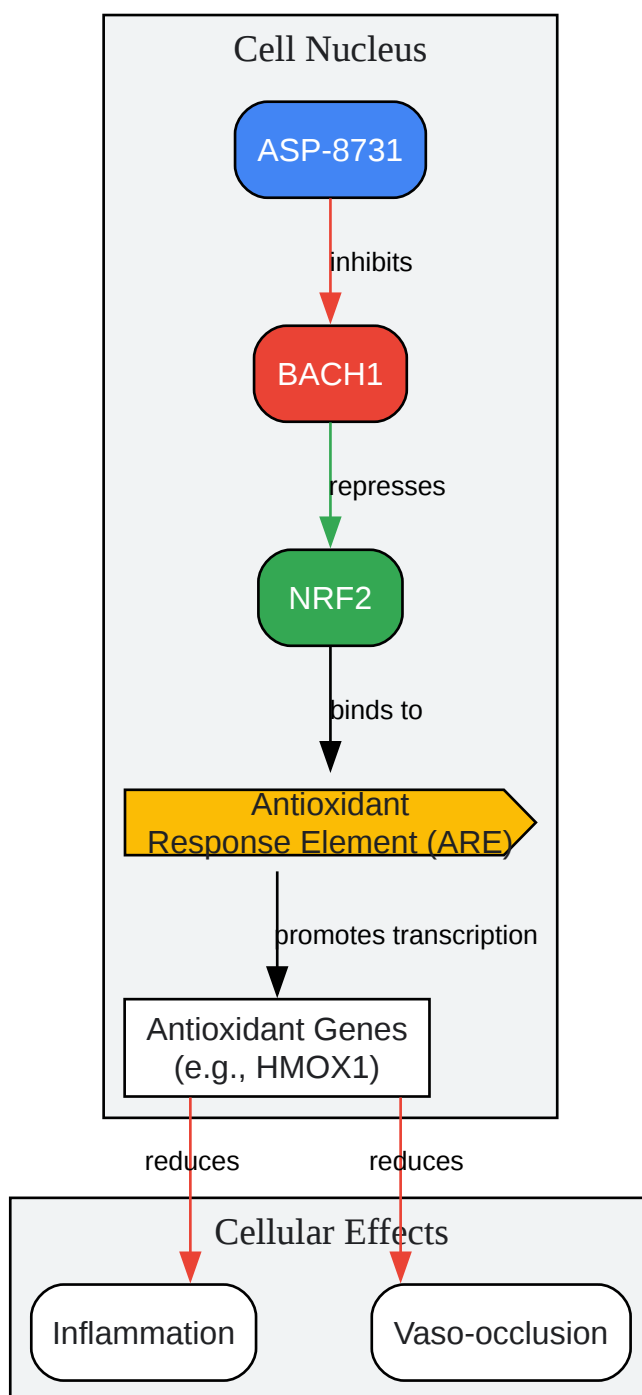 Cell Nucleus
ASP-8731
inhibits
BACH1
represses
NRF2
binds to
Antioxidant
Response Element (ARE)
promotes transcription
Antioxidant Genes
(e.g., HMOX1)
reduces
reduces
Cellular Effects
Inflammation
Vaso-occlusion